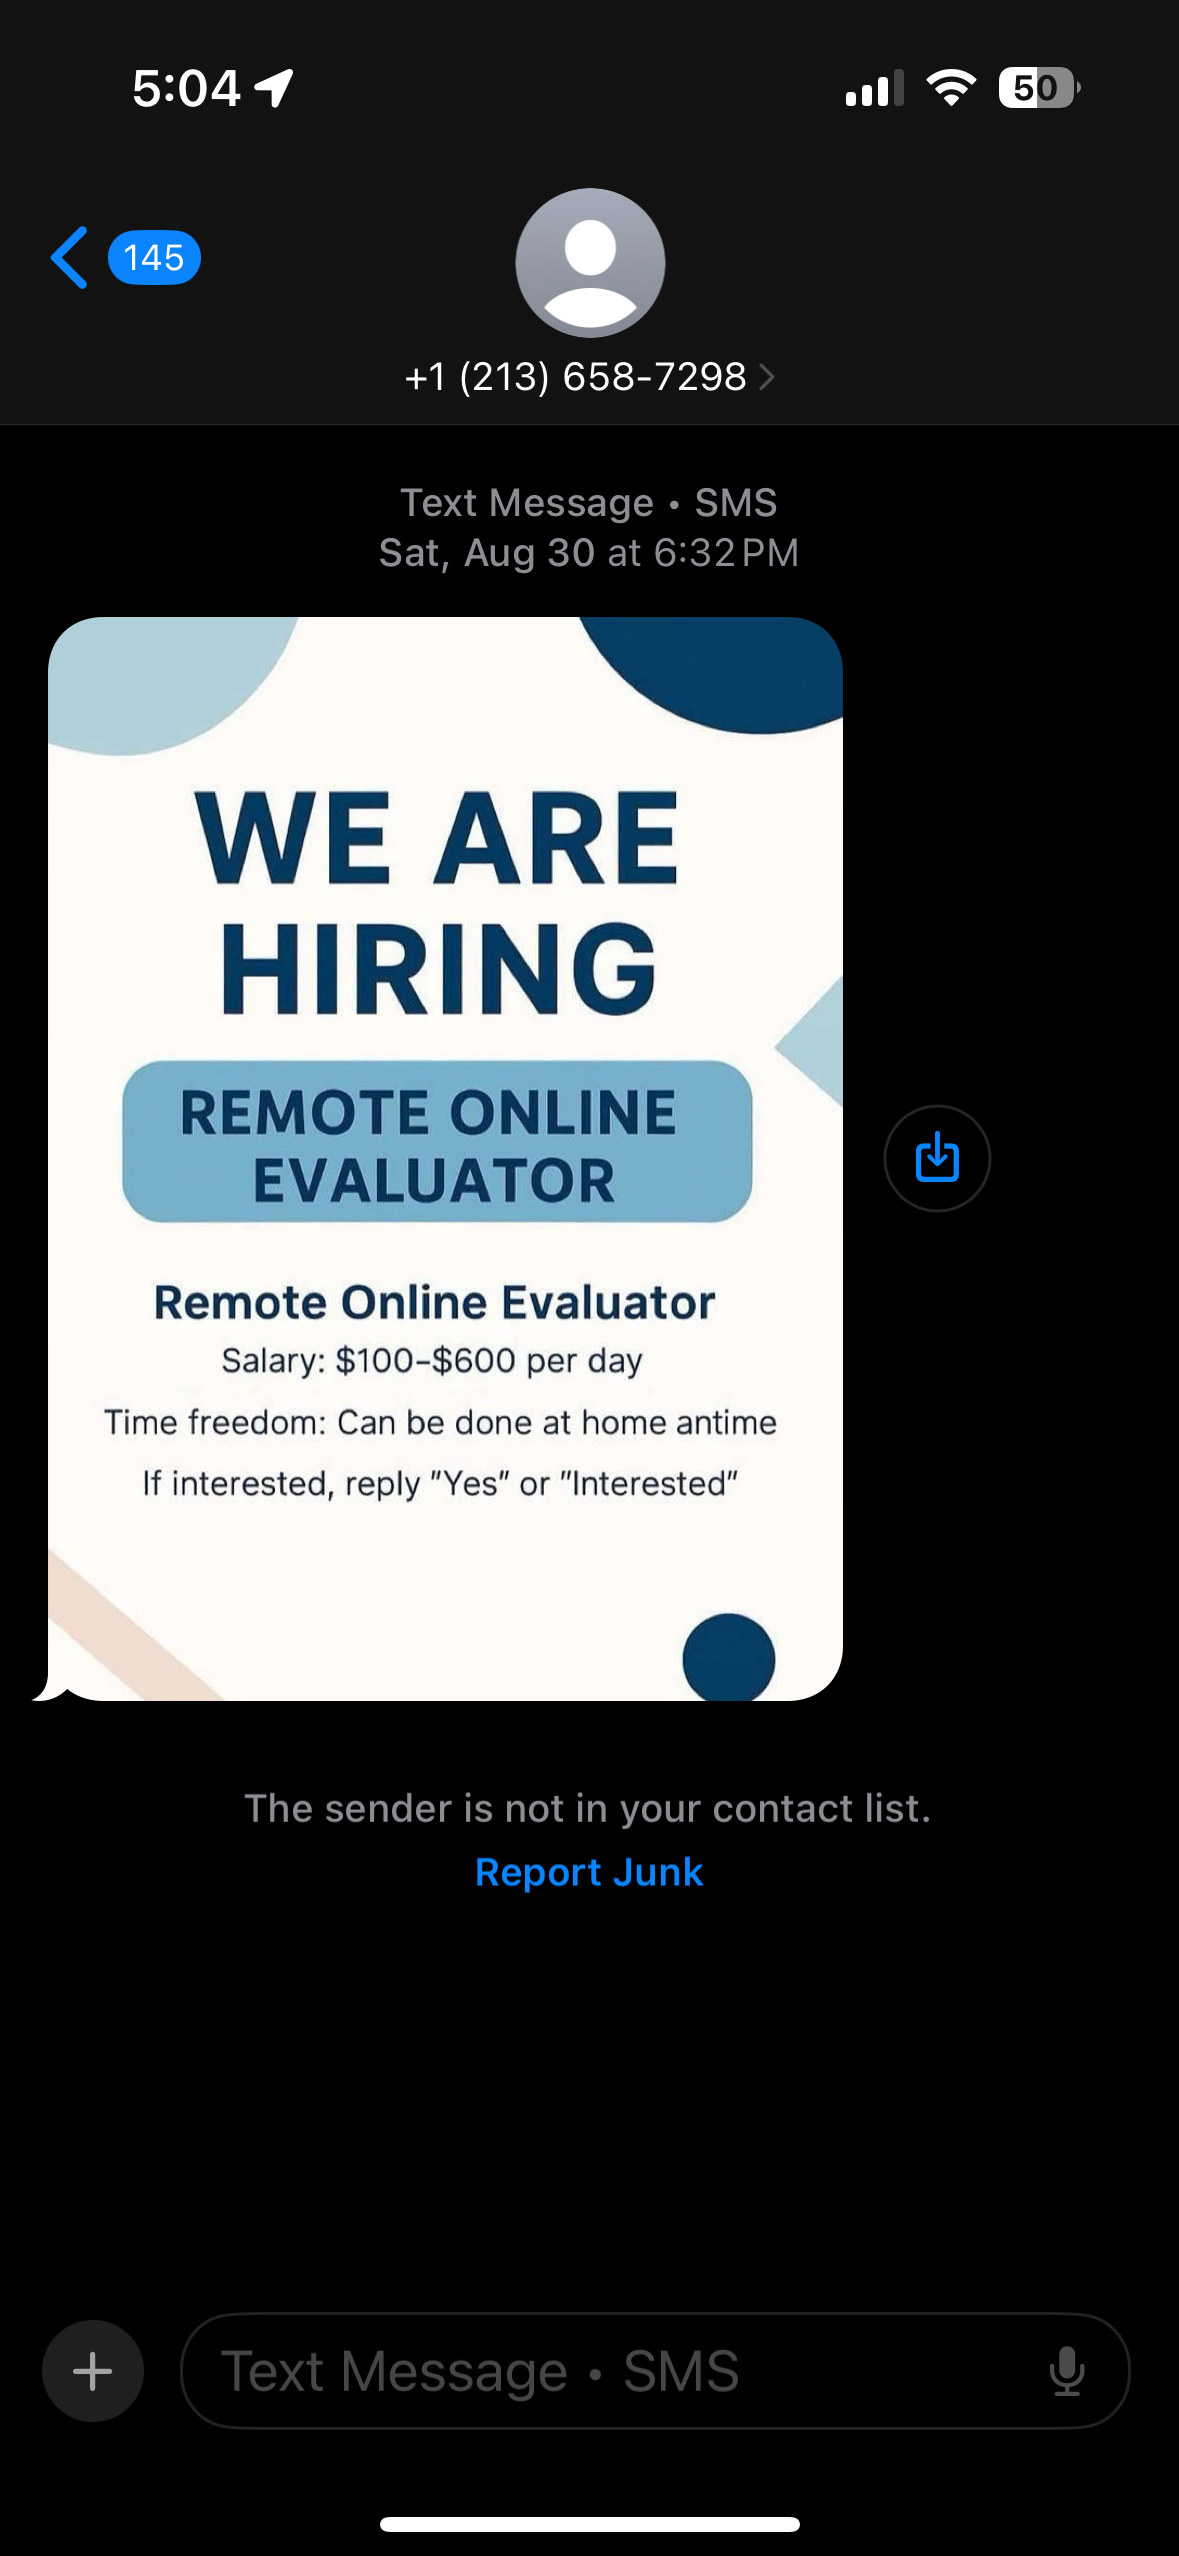 5:04
50
145
+1 (213) 658-7298
Text Message • SMS
Sat, Aug 30 at 6:32 PM
WE ARE
HIRING
REMOTE ONLINE
EVALUATOR
Remote Online Evaluator
Salary: $100–$600 per day
Time freedom: Can be done at home antime
If interested, reply "Yes" or "Interested"
The sender is not in your contact list.
Report Junk
Text Message • SMS